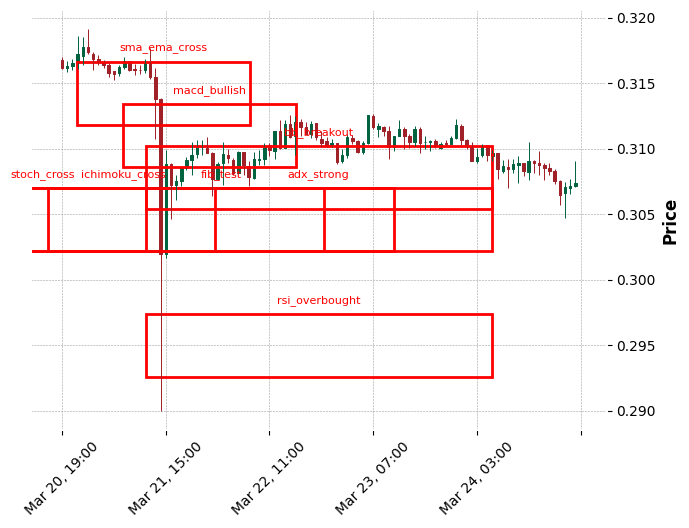 0.320
sma_ema_cross
0.315
macd_bullish
0.310
stoch_cross ichimoku_cross adx_strong
0.305
Price
0.300
rsi_overbought
0.295
0.290
Mar 20, 19:00
Mar 21, 15:00
Mar 22, 11:00
Mar 23, 07:00
Mar 24, 03:00